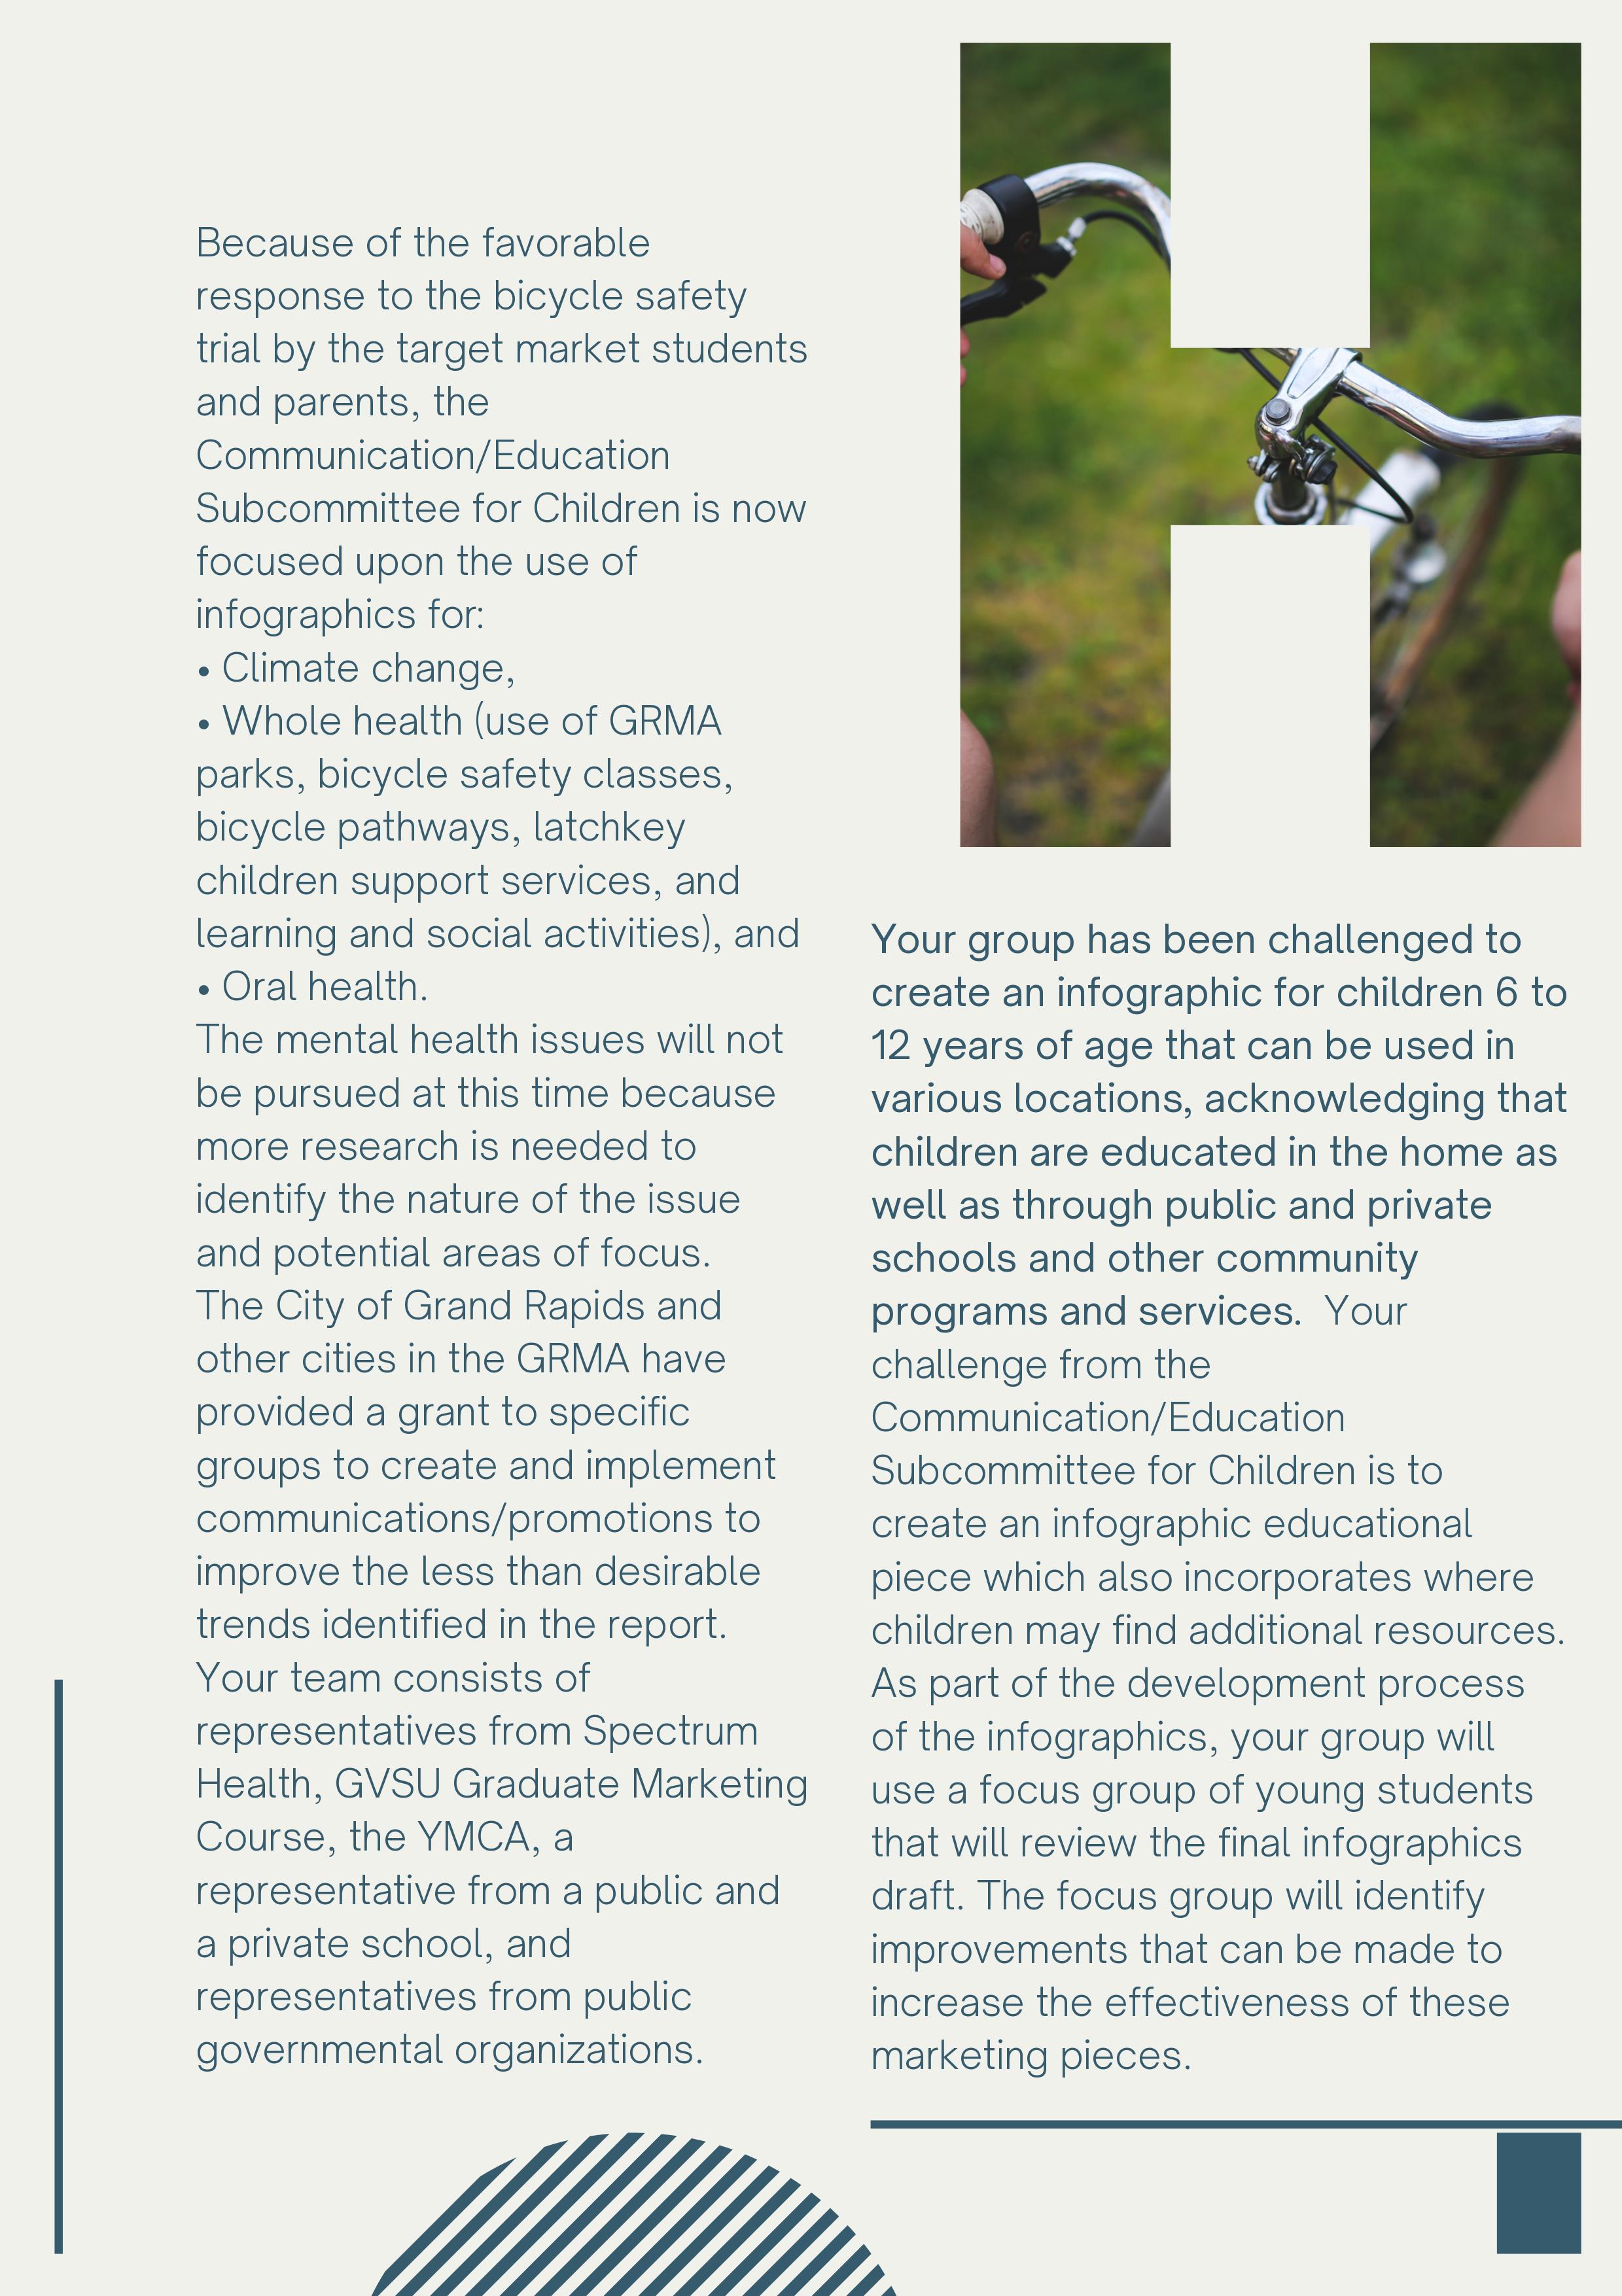 Because of the favorable
response to the bicycle safety
trial by the target market students
and parents, the
Communication/Education
Subcommittee for Children is now
focused upon the use of
infographics for:
• Climate change,
• Whole health (use of GRMA
parks, bicycle safety classes,
bicycle pathways, latchkey
children support services, and
learning and social activities), and
• Oral health.
The mental health issues will not
be pursued at this time because
more research is needed to
identify the nature of the issue
and potential areas of focus.
The City of Grand Rapids and
other cities in the GRMA have
provided a grant to specific
groups to create and implement
communications/promotions to
improve the less than desirable
trends identified in the report.
Your team consists of
representatives from Spectrum
Health, GVSU Graduate Marketing
Course, the YMCA, a
representative from a public and
a private school, and
representatives from public
governmental organizations.
Your group has been challenged to
create an infographic for children 6 to
12 years of age that can be used in
various locations, acknowledging that
children are educated in the home as
well as through public and private
schools and other community
programs and services.  Your
challenge from the
Communication/Education
Subcommittee for Children is to
create an infographic educational
piece which also incorporates where
children may find additional resources.
As part of the development process
of the infographics, your group will
use a focus group of young students
that will review the final infographics
draft. The focus group will identify
improvements that can be made to
increase the effectiveness of these
marketing pieces.